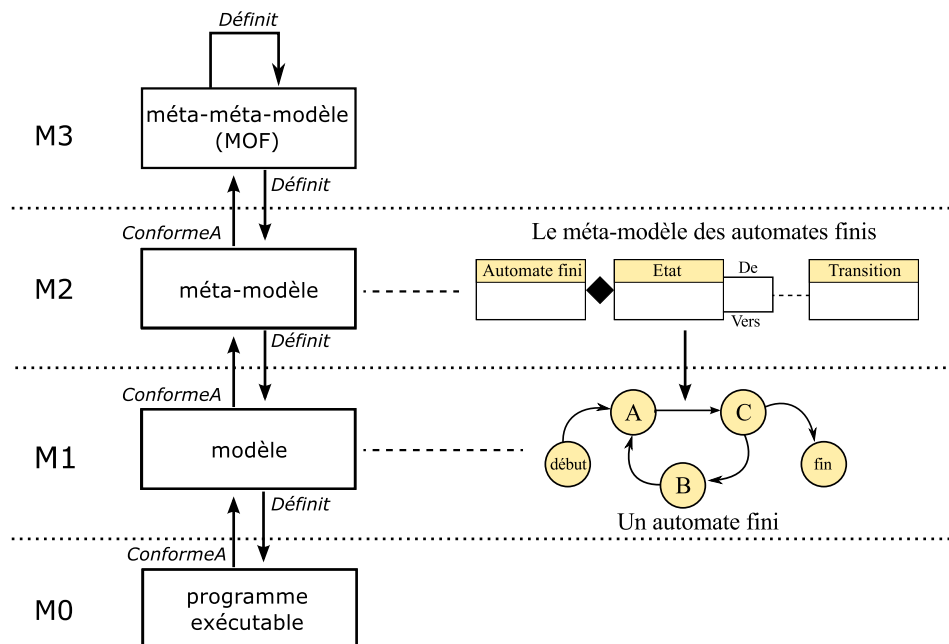 Définit
méta-méta-modèle
(MOF)
M3
Définit
ConformeA
Le méta-modèle des automates finis
M2
méta-modèle
Automate fini
Etat
De
Vers
Transition
Définit
ConformeA
M1
modèle
A
C
début
B
fin
Un automate fini
Définit
ConformeA
M0
programme
exécutable